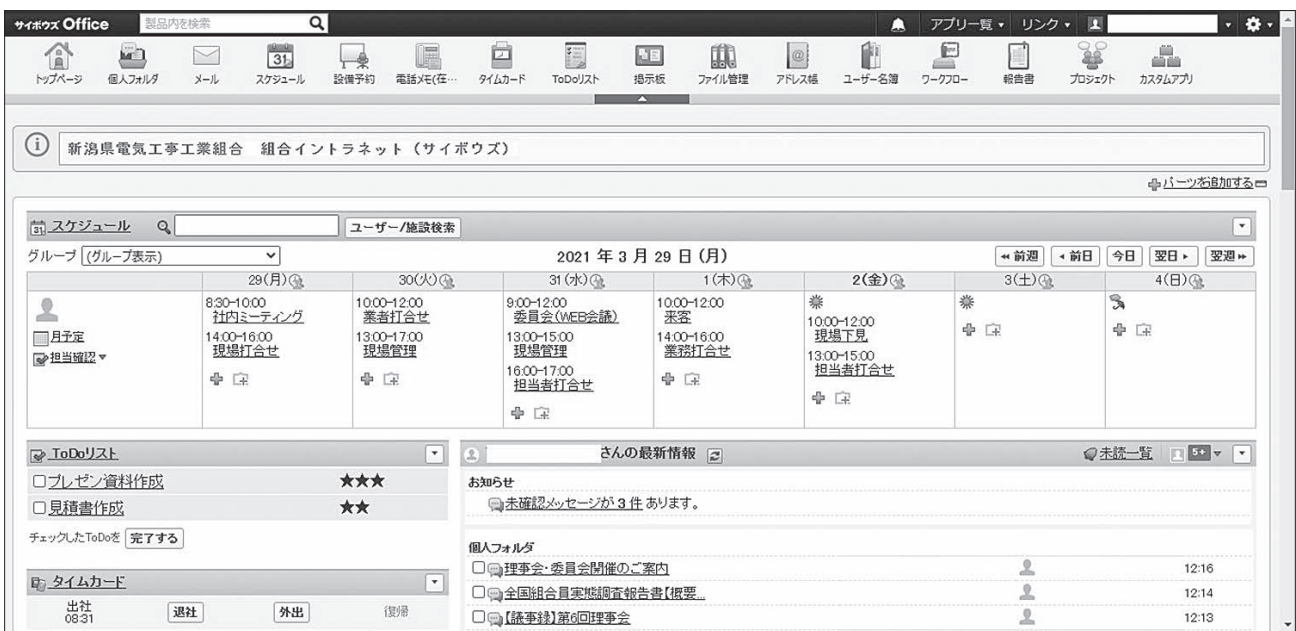 サイボウズ Office 製品内を検索 アプリ一覧 リンク
トップページ 個人フォルダ メール スケジュール 設備予約 電話メモ(在… タイムカード ToDoリスト 掲示板 ファイル管理 アドレス帳 ユーザー名簿 ワークフロー 報告書 プロジェクト カスタムアプリ
新潟県電気工事工業組合 組合イントラネット(サイボウズ)
パーツを追加する
スケジュール ユーザー/施設検索
グループ (グループ表示) 2021 年 3 月 29 日 (月) 前週 前日 今日 翌日 翌週
29(月) 30(火) 31(水) 1(木) 2(金) 3(土) 4(日)
月予定
担当確認
8:30-10:00
社内ミーティング
14:00-16:00
現場打合せ
10:00-12:00
業者打合せ
13:00-17:00
現場管理
9:00-12:00
委員会(WEB会議)
13:00-15:00
現場管理
16:00-17:00
担当者打合せ
10:00-12:00
来客
14:00-16:00
業務打合せ
10:00-12:00
現場下見
13:00-15:00
担当者打合せ
ToDoリスト
プレゼン資料作成 ★★★
見積書作成 ★★
チェックしたToDoを 完了する
タイムカード
出社 退社 外出 復帰
08:31
さんの最新情報 未読一覧 5+
お知らせ
未確認メッセージが 3 件 あります。
個人フォルダ
理事会・委員会開催のご案内 12:16
全国組合員実態調査報告書【概要... 12:14
【議事録】第6回理事会 12:13